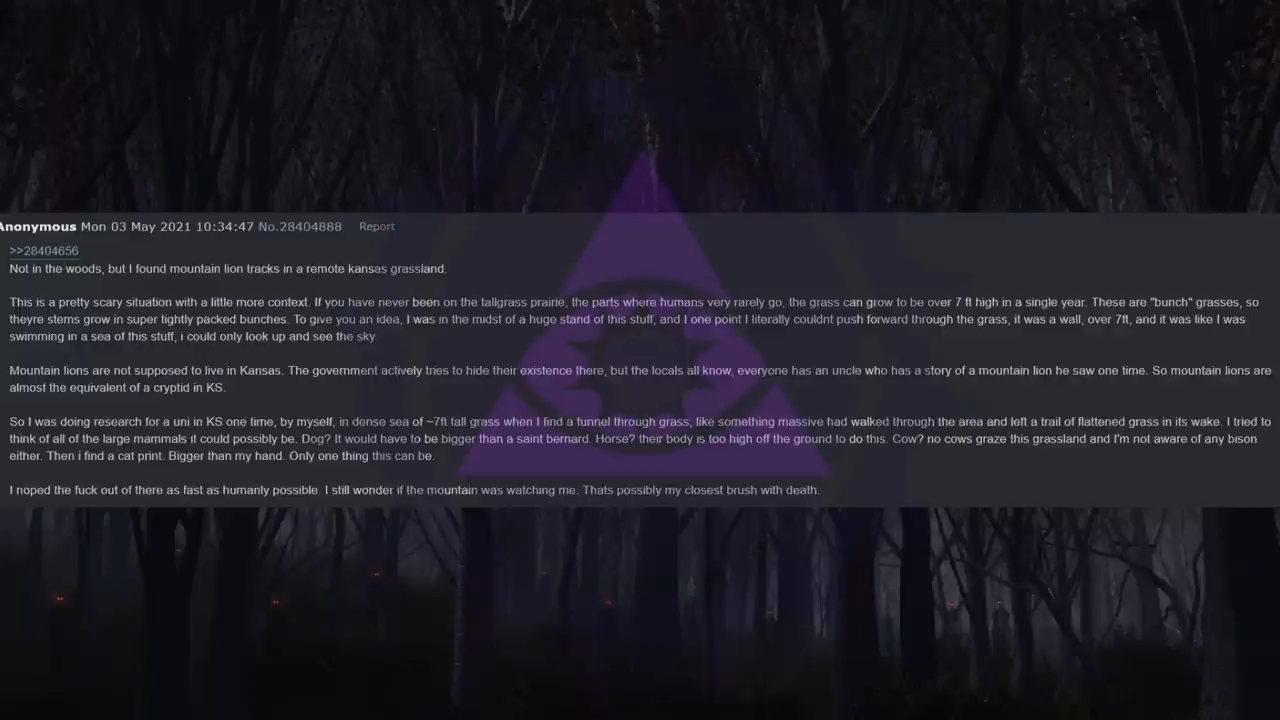 Anonymous Mon 03 May 2021 10:34:47 No.28404888 Report
>>28404656
Not in the woods, but I found mountain lion tracks in a remote kansas grassland.
This is a pretty scary situation with a little more context. If you have never been on the tallgrass prairie, the parts where humans very rarely go, the grass can grow to be over 7 ft high in a single year. These are "bunch" grasses, so
theyre stems grow in super tightly packed bunches. To give you an idea, I was in the midst of a huge stand of this stuff, and I one point I literally couldnt push forward through the grass, it was a wall, over 7ft, and it was like I was
swimming in a sea of this stuff, i could only look up and see the sky
Mountain lions are not supposed to live in Kansas. The government actively tries to hide their existence there, but the locals all know, everyone has an uncle who has a story of a mountain lion he saw one time. So mountain lions are
almost the equivalent of a cryptid in KS.
So I was doing research for a uni in KS one time, by myself, in dense sea of ~7ft tall grass when I find a tunnel through grass, like something massive had walked through the area and left a trail of flattened grass in its wake. I tried to
think of all of the large mammals it could possibly be. Dog? It would have to be bigger than a saint bernard. Horse? their body is too high off the ground to do this. Cow? no cows graze this grassland and I'm not aware of any bison
either. Then i find a cat print. Bigger than my hand. Only one thing this can be.
I noped the fuck out of there as fast as humanly possible. I still wonder if the mountain was watching me. Thats possibly my closest brush with death.